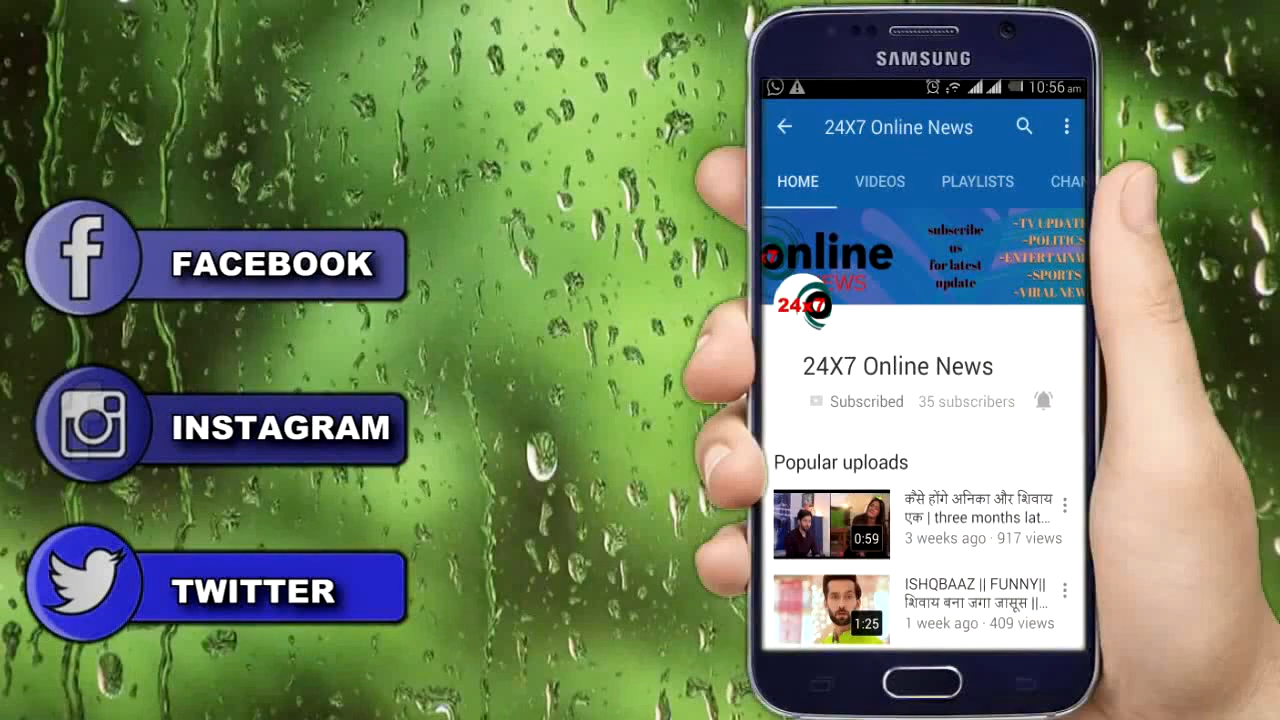 FACEBOOK
INSTAGRAM
TWITTER
SAMSUNG
10:56 am
24X7 Online News
HOME VIDEOS PLAYLISTS CHAN
online
NEWS
24x7
subscribe
us
for latest
update
-TV UPDATE
-POLITICS
-ENTERTAINM
-SPORTS
-VIRAL NEW
24X7 Online News
Subscribed 35 subscribers
Popular uploads
कैसे होंगे अनिका और शिवाय
एक | three months lat...
3 weeks ago · 917 views
0:59
ISHQBAAZ || FUNNY||
शिवाय बना जगा जासूस ||...
1 week ago · 409 views
1:25